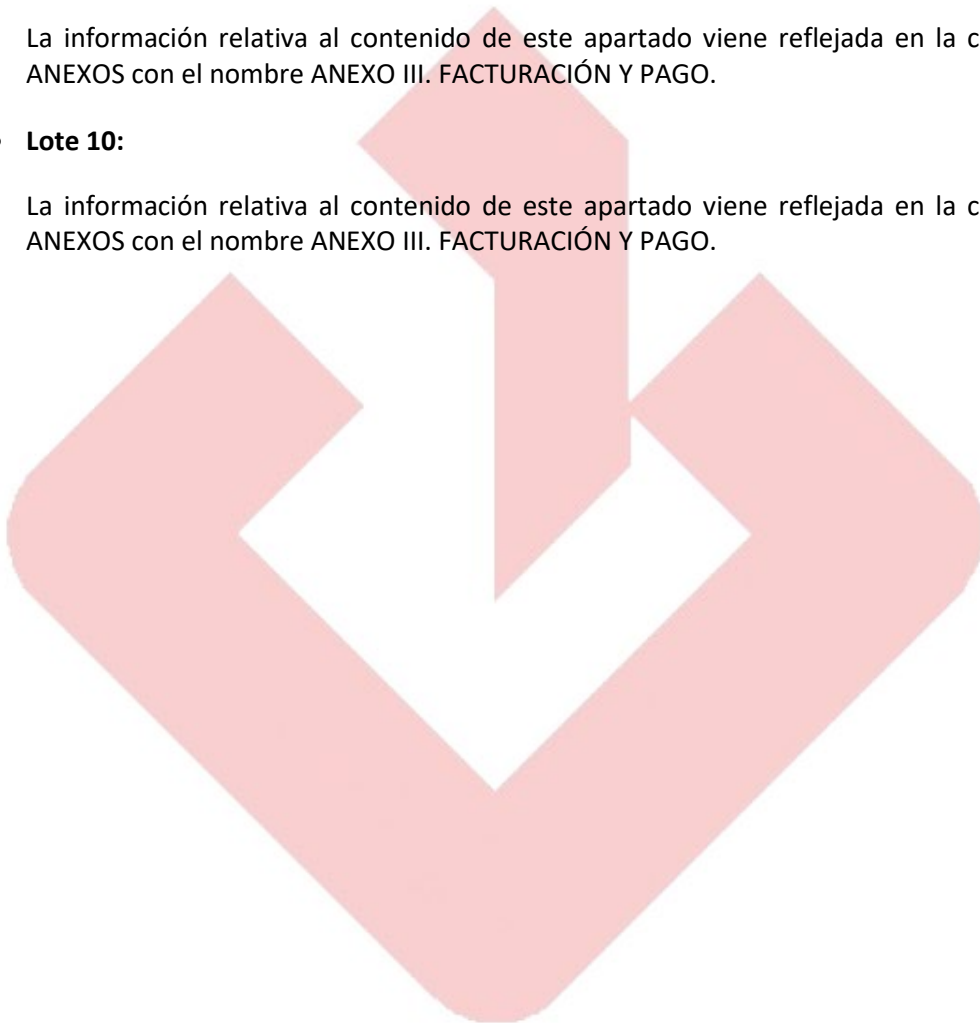 La información relativa al contenido de este apartado viene reflejada en la c
ANEXOS con el nombre ANEXO III. FACTURACIÓN Y PAGO.
Lote 10:
La información relativa al contenido de este apartado viene reflejada en la c
ANEXOS con el nombre ANEXO III. FACTURACIÓN Y PAGO.